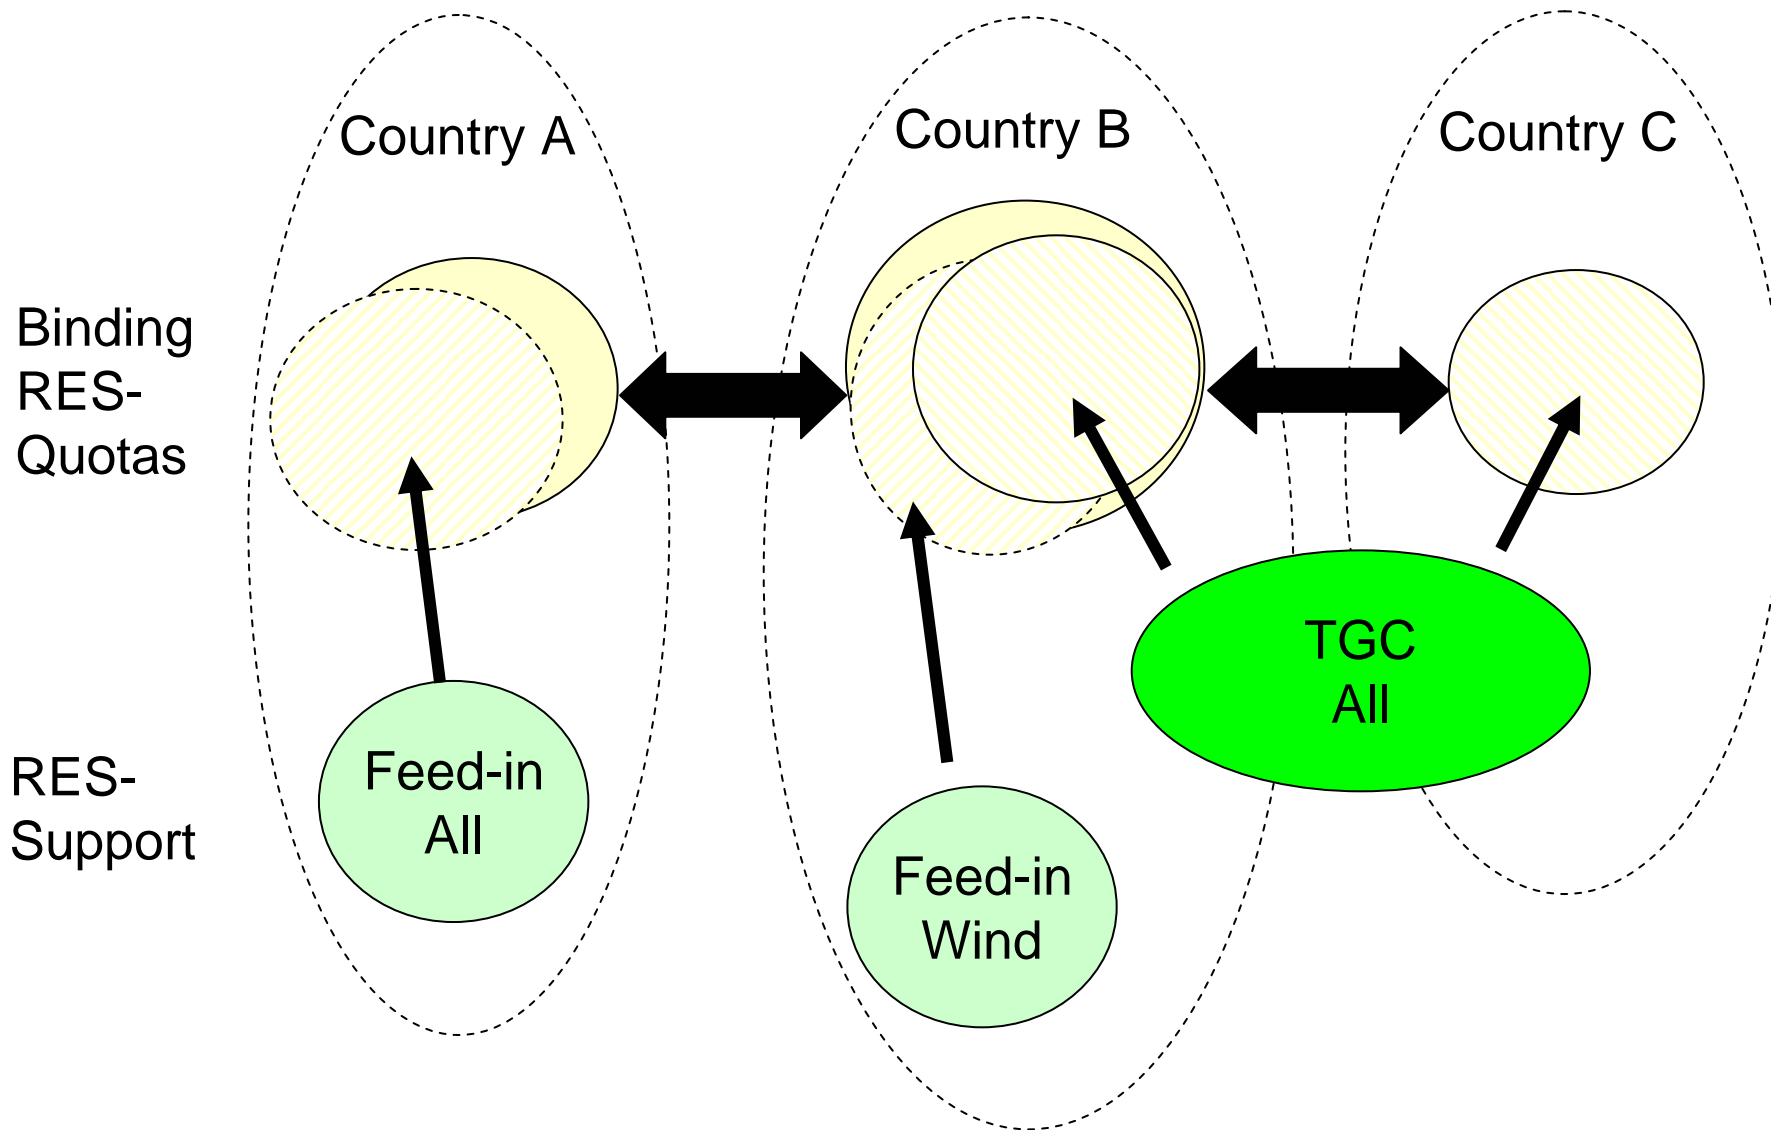 Country A
Country B
Country C
Binding
RES-
Quotas
TGC
All
RES-
Support
Feed-in
All
Feed-in
Wind